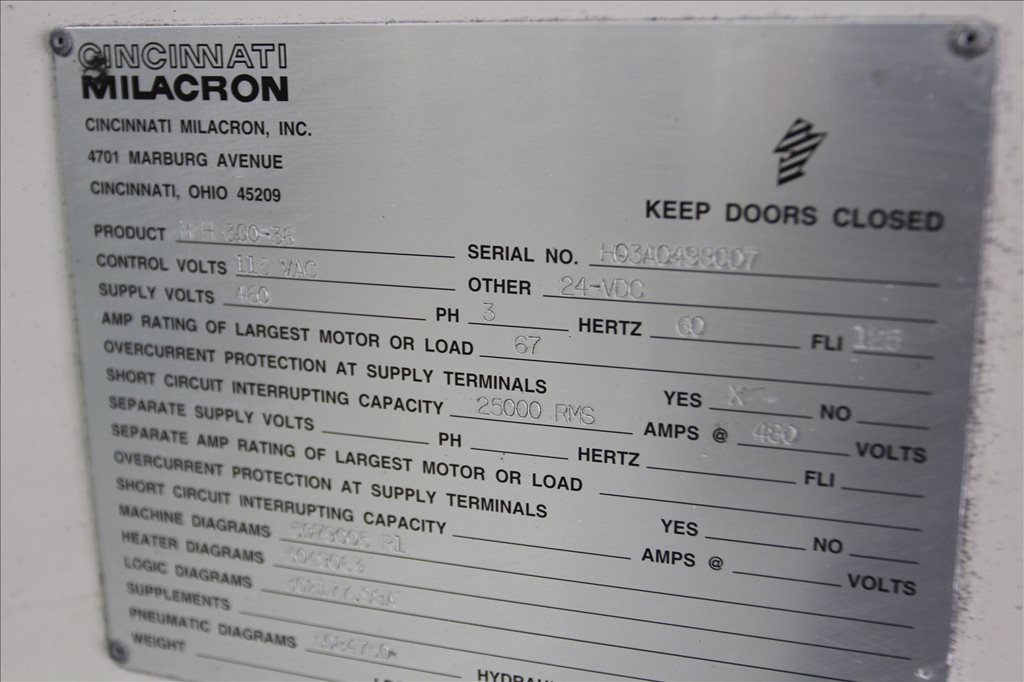 CINCINNATI
MILACRON
CINCINNATI MILACRON, INC.
4701 MARBURG AVENUE
CINCINNATI, OHIO 45209
KEEP DOORS CLOSED
PRODUCT SERIAL NO. H03A0498007
CONTROL VOLTS 115 VAC OTHER 24-VDC
SUPPLY VOLTS 460 PH 3 HERTZ 60 FLI 125
AMP RATING OF LARGEST MOTOR OR LOAD 67
OVERCURRENT PROTECTION AT SUPPLY TERMINALS YES X NO
SHORT CIRCUIT INTERRUPTING CAPACITY 25000 RMS AMPS @ 480 VOLTS
SEPARATE SUPPLY VOLTS PH HERTZ FLI
SEPARATE AMP RATING OF LARGEST MOTOR OR LOAD
OVERCURRENT PROTECTION AT SUPPLY TERMINALS YES NO
SHORT CIRCUIT INTERRUPTING CAPACITY AMPS @ VOLTS
MACHINE DIAGRAMS
HEATER DIAGRAMS
LOGIC DIAGRAMS
SUPPLEMENTS
PNEUMATIC DIAGRAMS
WEIGHT